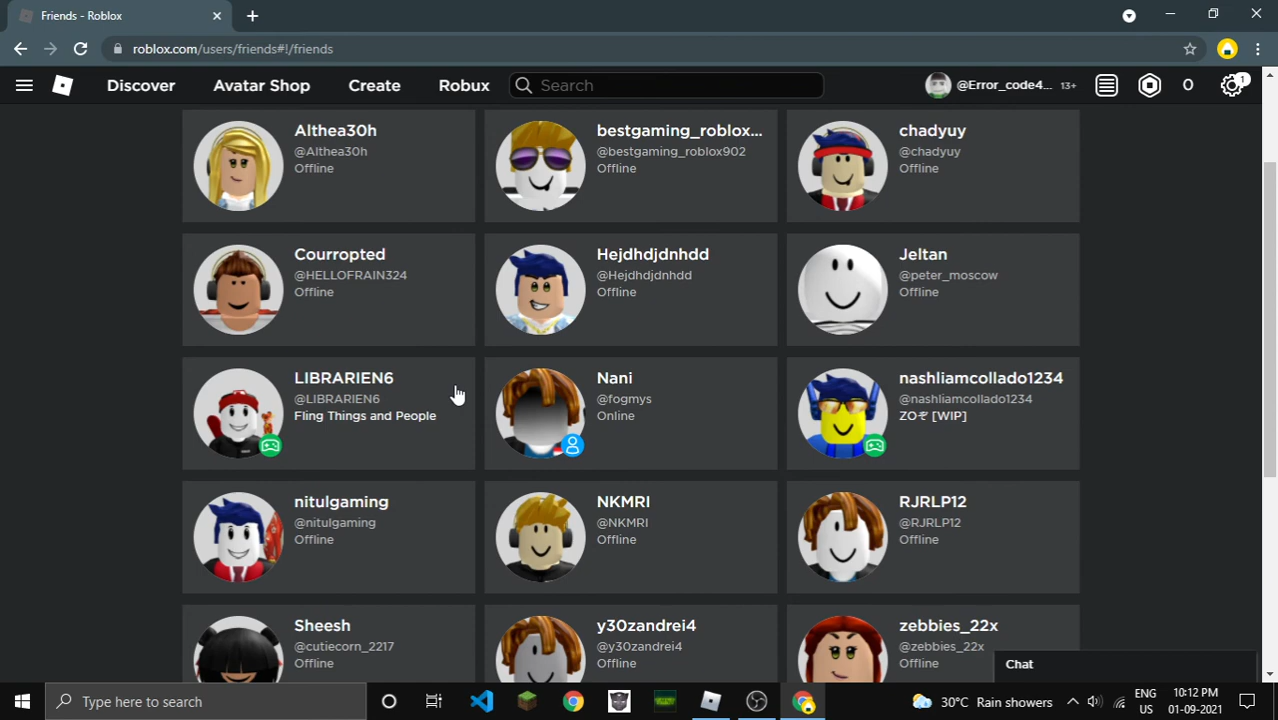 Friends - Roblox
roblox.com/users/friends#!/friends
Discover Avatar Shop Create Robux Search @Error_code4... 13+ 0 1
Althea30h
@Althea30h
Offline
bestgaming_roblox...
@bestgaming_roblox902
Offline
chadyuy
@chadyuy
Offline
Courropted
@HELLOFRAIN324
Offline
Hejdhdjdnhdd
@Hejdhdjdnhdd
Offline
Jeltan
@peter_moscow
Offline
LIBRARIEN6
@LIBRARIEN6
Fling Things and People
Nani
@fogmys
Online
nashliamcollado1234
@nashliamcollado1234
[WIP]
nitulgaming
@nitulgaming
Offline
NKMRI
@NKMRI
Offline
RJRLP12
@RJRLP12
Offline
Sheesh
@cutiecorn_2217
Offline
y30zandrei4
@y30zandrei4
Offline
zebbies_22x
@zebbies_22x
Offline
Chat
Type here to search
30°C Rain showers
ENG
US
10:12 PM
01-09-2021